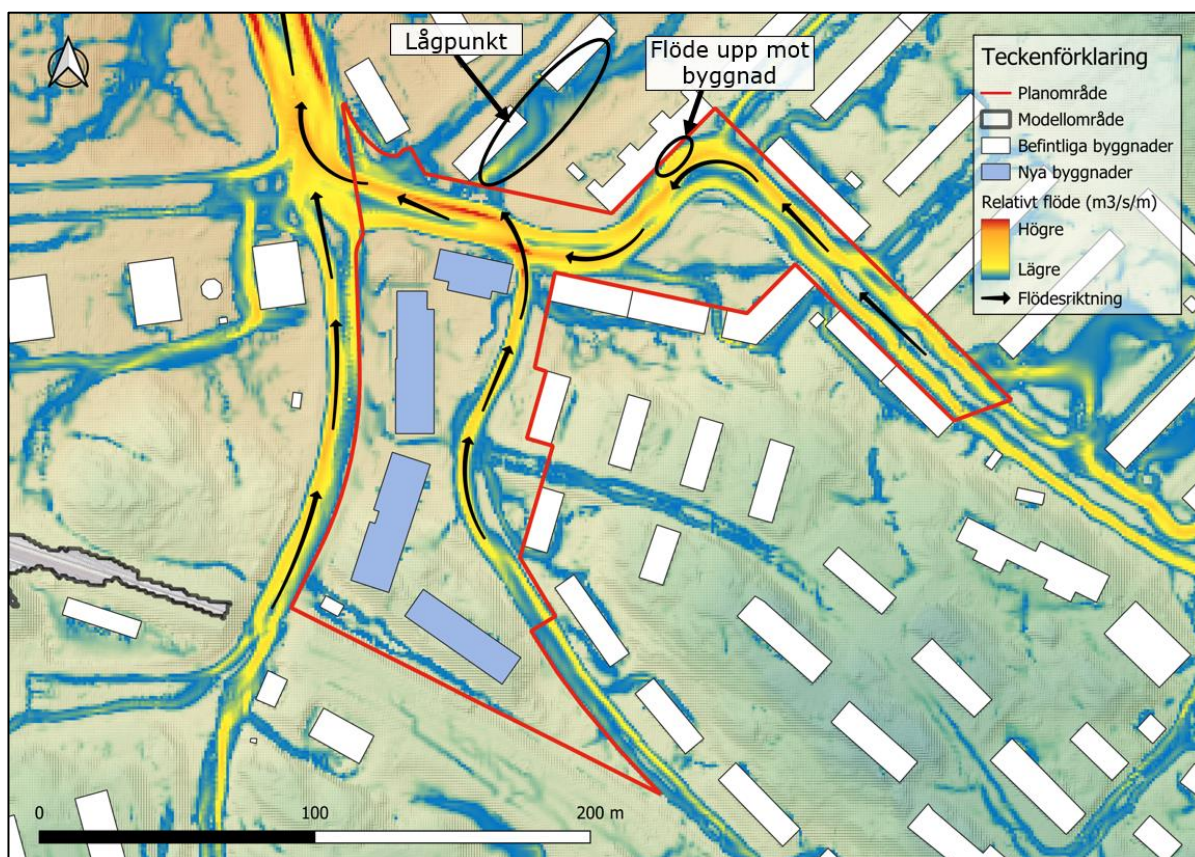 Lågpunkt
Flöde upp mot
byggnad
Teckenförklaring
Planområde
Modellområde
Befintliga byggnader
Nya byggnader
Relativt flöde (m3/s/m)
Högre
Lägre
Flödesriktning
0
100
200 m